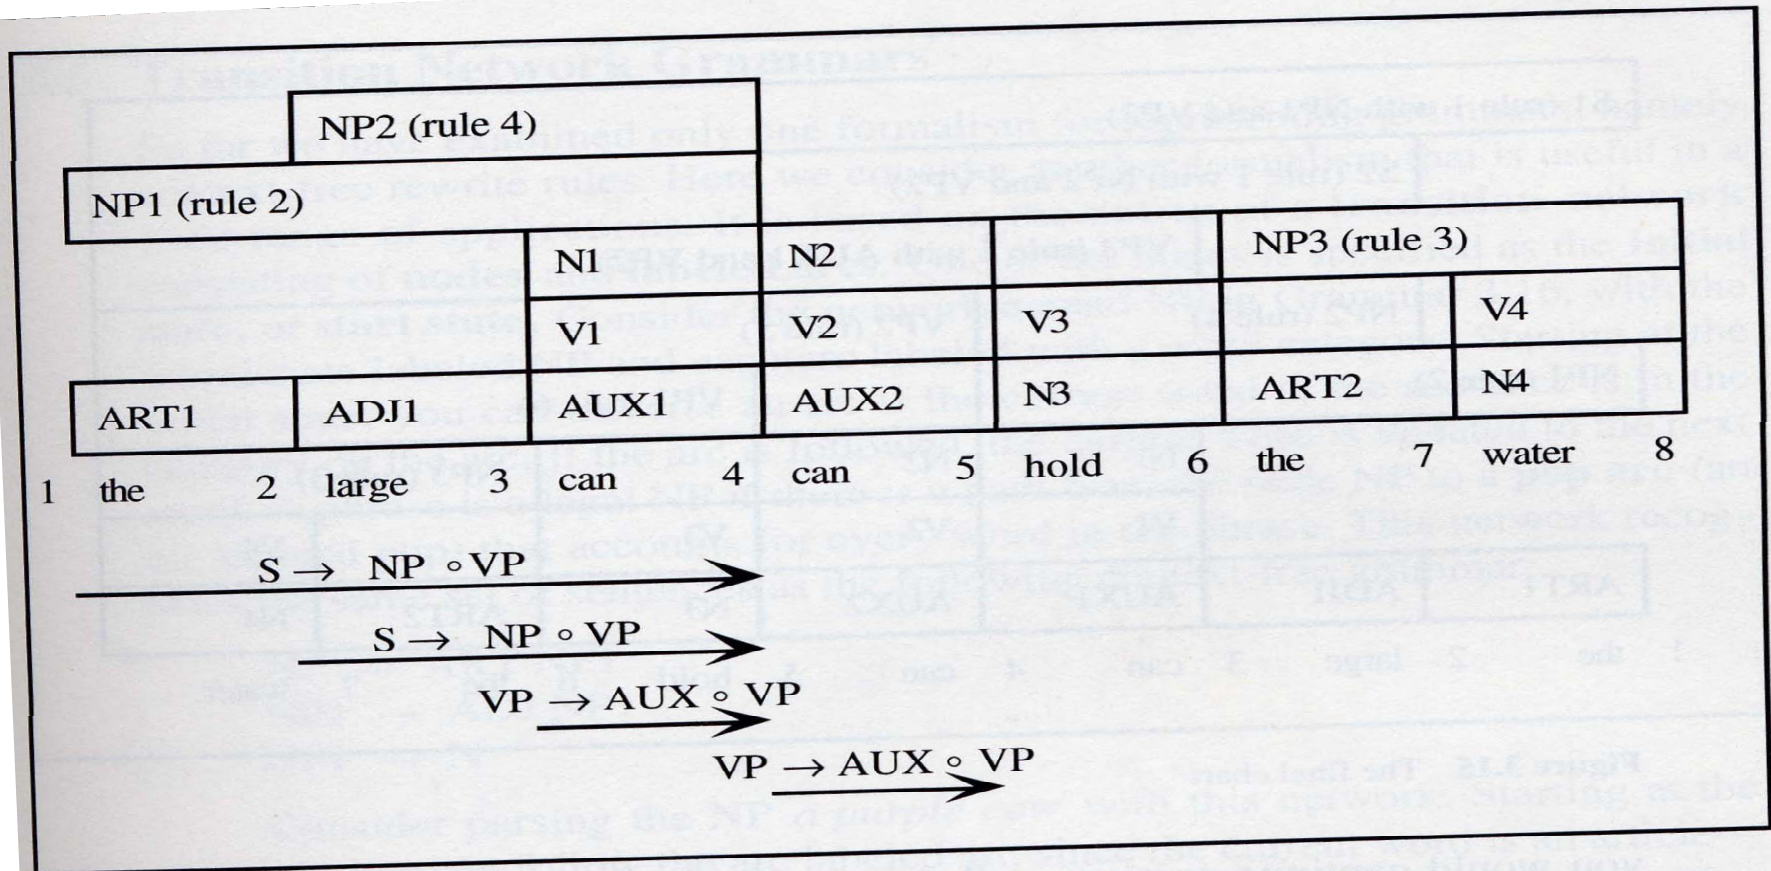 NP2 (rule 4)
NP1 (rule 2)
N1 N2 NP3 (rule 3)
V1 V2 V3 V4
ART1 ADJ1 AUX1 AUX2 N3 ART2 N4
1 the 2 large 3 can 4 can 5 hold 6 the 7 water 8
S → NP ∘ VP
S → NP ∘ VP
VP → AUX ∘ VP
VP → AUX ∘ VP